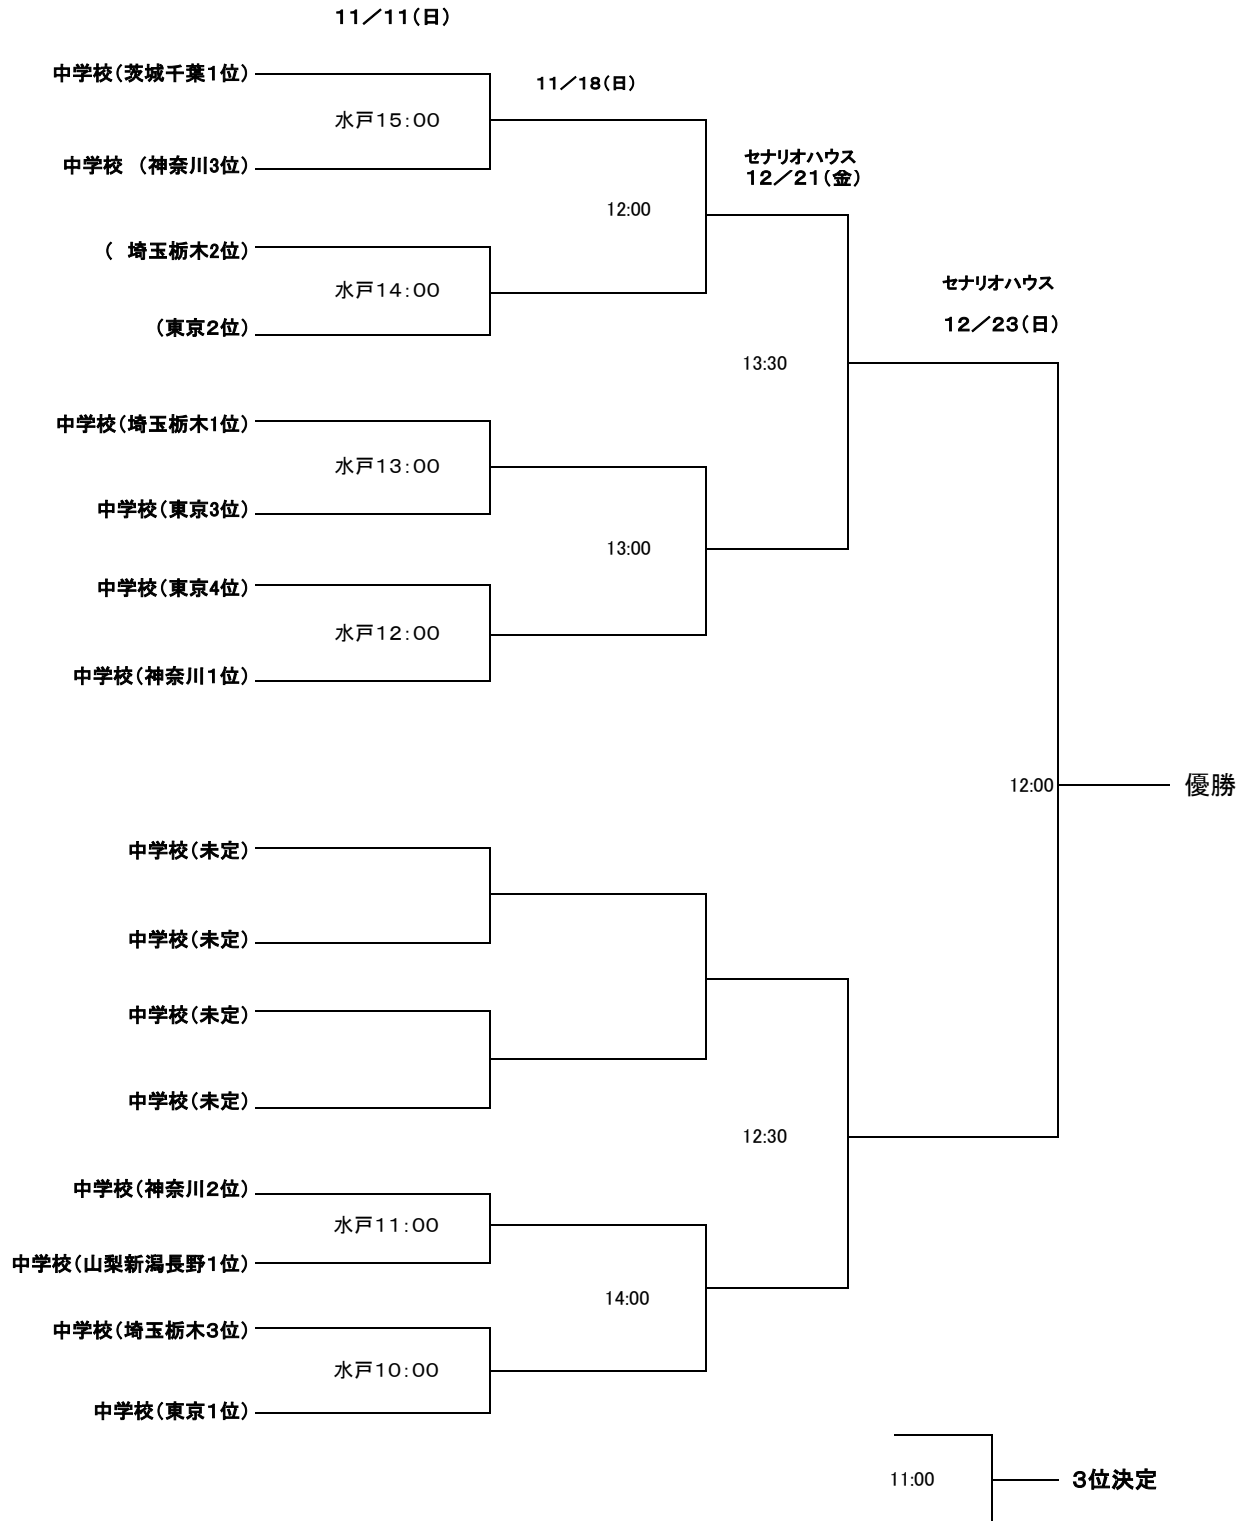 １１／１１（日）
中学校（茨城千葉１位）
１１／１８（日）
水戸１５：００
セナリオハウス
１２／２１（金）
中学校　（神奈川３位）
12:00
（　埼玉栃木2位）
セナリオハウス
水戸１４：００
１２／２３（日）
（東京２位）
13:30
中学校（埼玉栃木1位）
水戸１３：００
中学校（東京3位）
13:00
中学校（東京4位）
水戸１２：００
中学校（神奈川１位）
12:00
優勝
中学校（未定）
中学校（未定）
中学校（未定）
中学校（未定）
12:30
中学校（神奈川２位）
水戸１１：００
中学校（山梨新潟長野１位）
14:00
中学校（埼玉栃木３位）
水戸１０：００
中学校（東京１位）
11:00
３位決定